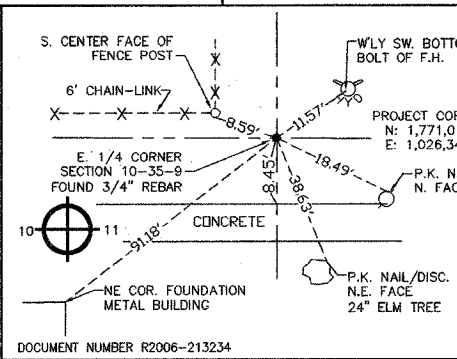 S. CENTER FACE OF
FENCE POST
W'LY SW. BOTT
BOLT OF F.H.
6' CHAIN-LINK
8.59'
11.57'
PROJECT COR
N: 1,771,0
E: 1,026,34
E. 1/4 CORNER
SECTION 10-35-9
FOUND 3/4" REBAR
8.45'
38.63'
18.49'
P.K. N
N. FAC
10
11
CONCRETE
91.18'
NE COR. FOUNDATION
METAL BUILDING
P.K. NAIL/DISC.
N.E. FACE
24" ELM TREE
DOCUMENT NUMBER R2006-213234